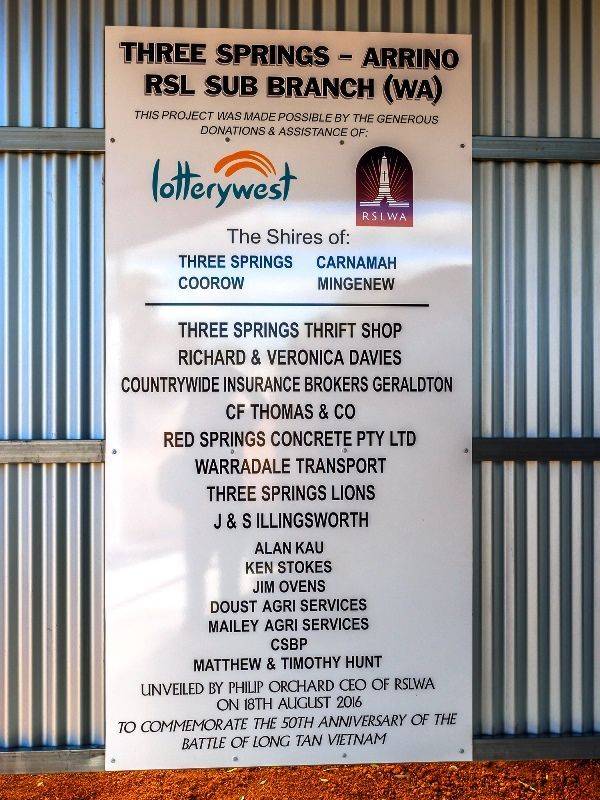 THREE SPRINGS – ARRINO
RSL SUB BRANCH (WA)
THIS PROJECT WAS MADE POSSIBLE BY THE GENEROUS
DONATIONS & ASSISTANCE OF:
lotterywest
RSLWA
The Shires of:
THREE SPRINGS CARNAMAH
COOROW MINGENEW
THREE SPRINGS THRIFT SHOP
RICHARD & VERONICA DAVIES
COUNTRYWIDE INSURANCE BROKERS GERALDTON
CF THOMAS & CO
RED SPRINGS CONCRETE PTY LTD
WARRADALE TRANSPORT
THREE SPRINGS LIONS
J & S ILLINGSWORTH
ALAN KAU
KEN STOKES
JIM OVENS
DOUST AGRI SERVICES
MAILEY AGRI SERVICES
CSBP
MATTHEW & TIMOTHY HUNT
UNVEILED BY PHILIP ORCHARD CEO OF RSLWA
ON 18TH AUGUST 2016
TO COMMEMORATE THE 50TH ANNIVERSARY OF THE
BATTLE OF LONG TAN VIETNAM